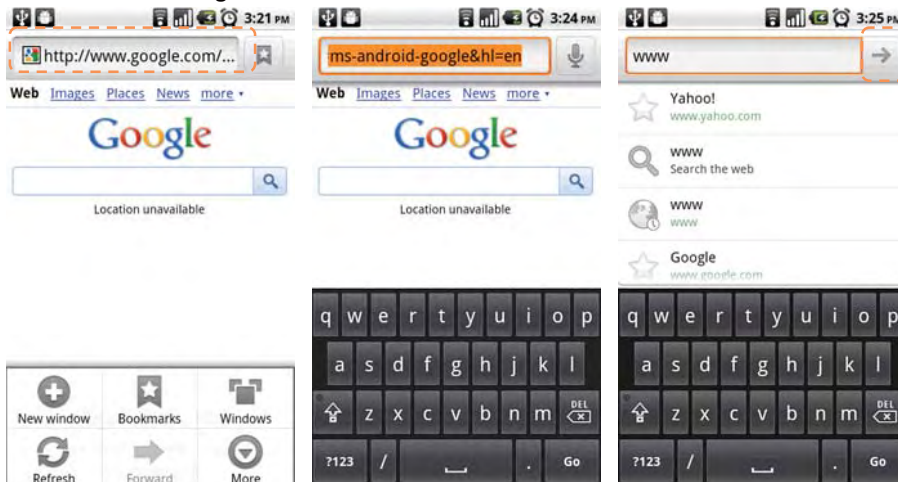 3:21 PM
http://www.google.com/...
Web Images Places News more
Google
Location unavailable
New window Bookmarks Windows
Refresh Forward More
3:24 PM
ms-android-google&hl=en
Web Images Places News more
Google
Location unavailable
q w e r t y u i o p
a s d f g h j k l
z x c v b n m DEL
?123 / . Go
3:25 PM
www
Yahoo!
www.yahoo.com
www
Search the web
www
www
Google
www.google.com
q w e r t y u i o p
a s d f g h j k l
z x c v b n m DEL
?123 / . Go